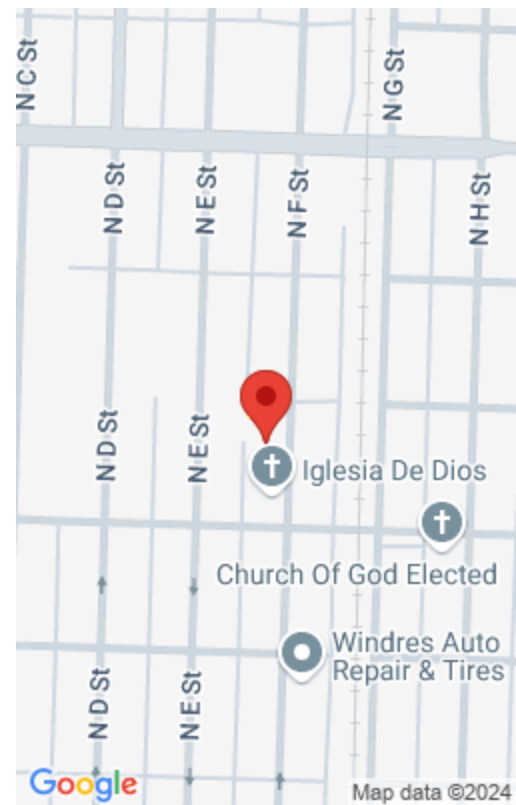 N C St
N G St
N D St
N E St
N F St
N H St
N D St
N E St
Iglesia De Dios
Church Of God Elected
Windres Auto
Repair & Tires
N D St
N E St
Google
Map data ©2024